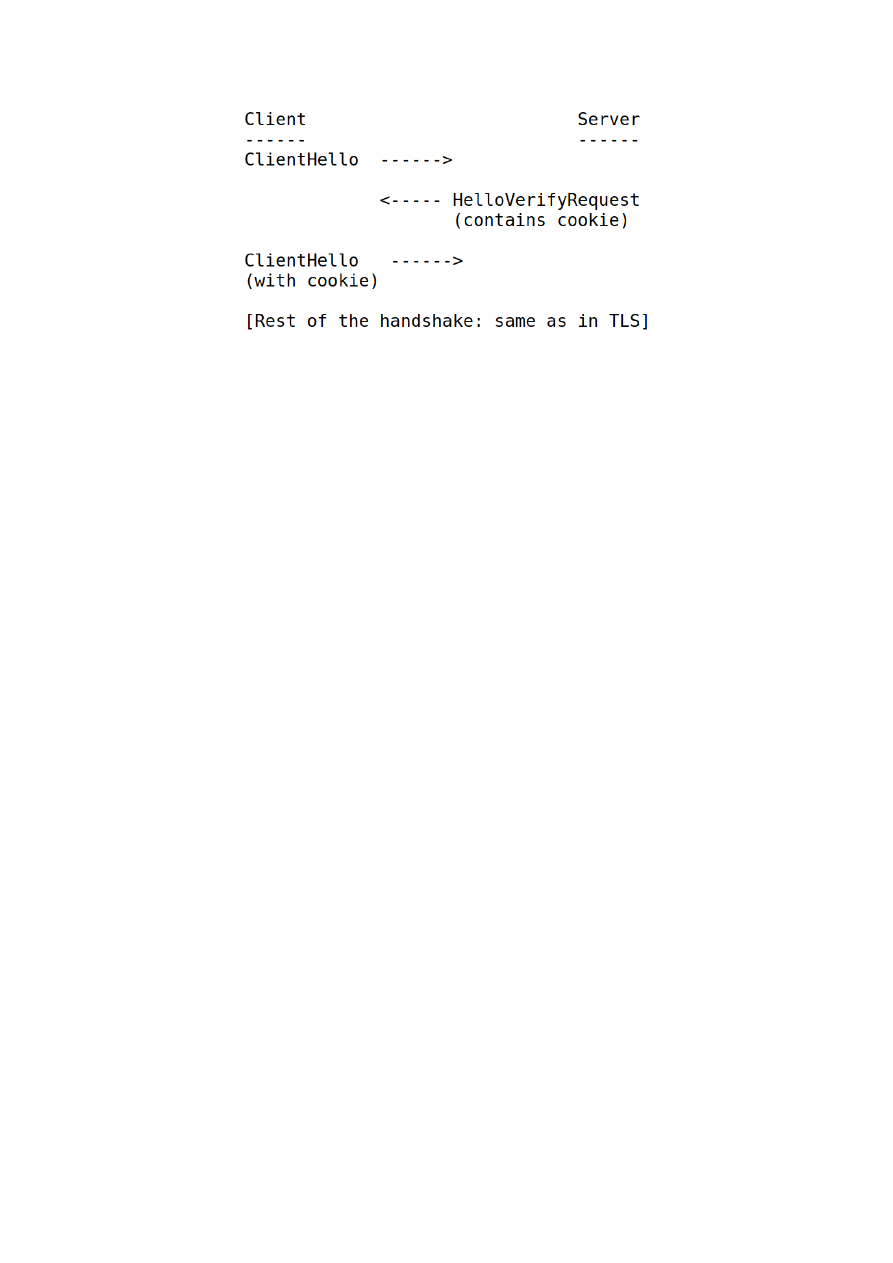 Client                          Server
------                          ------
ClientHello  ------>
             <----- HelloVerifyRequest
                    (contains cookie)
ClientHello   ------>
(with cookie)
[Rest of the handshake: same as in TLS]